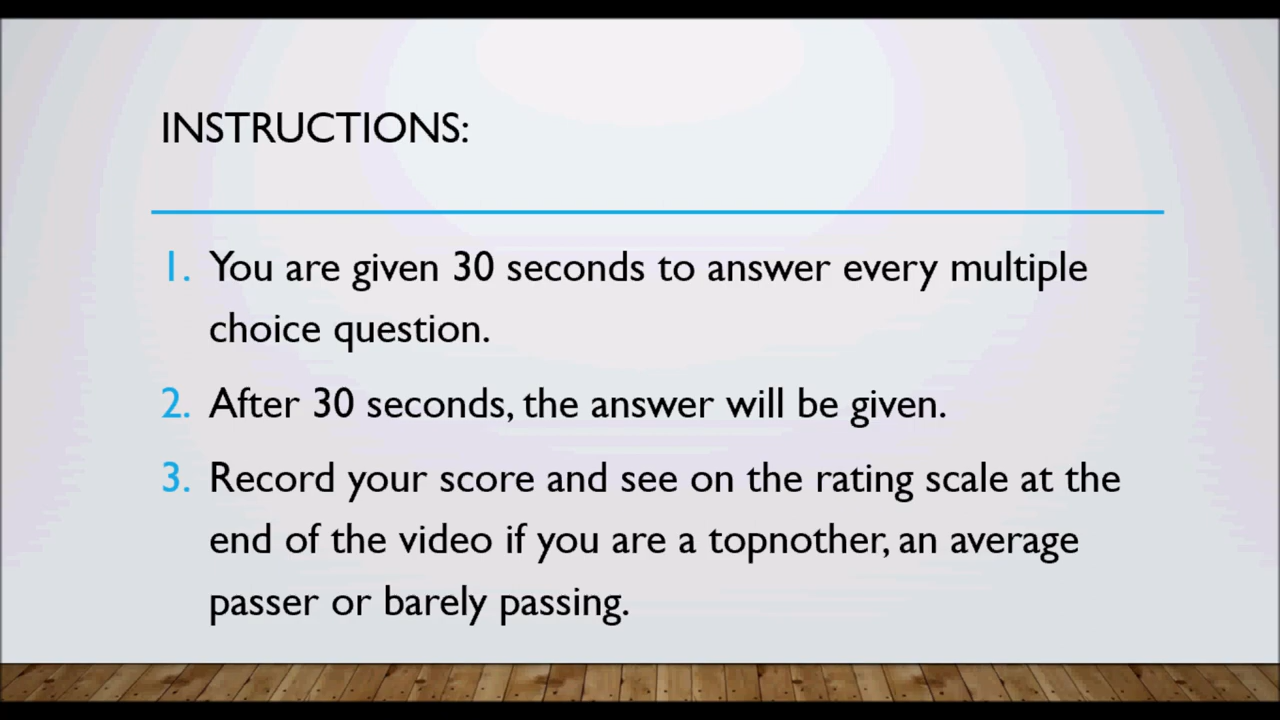 INSTRUCTIONS:
1. You are given 30 seconds to answer every multiple
choice question.
2. After 30 seconds, the answer will be given.
3. Record your score and see on the rating scale at the
end of the video if you are a topnother, an average
passer or barely passing.